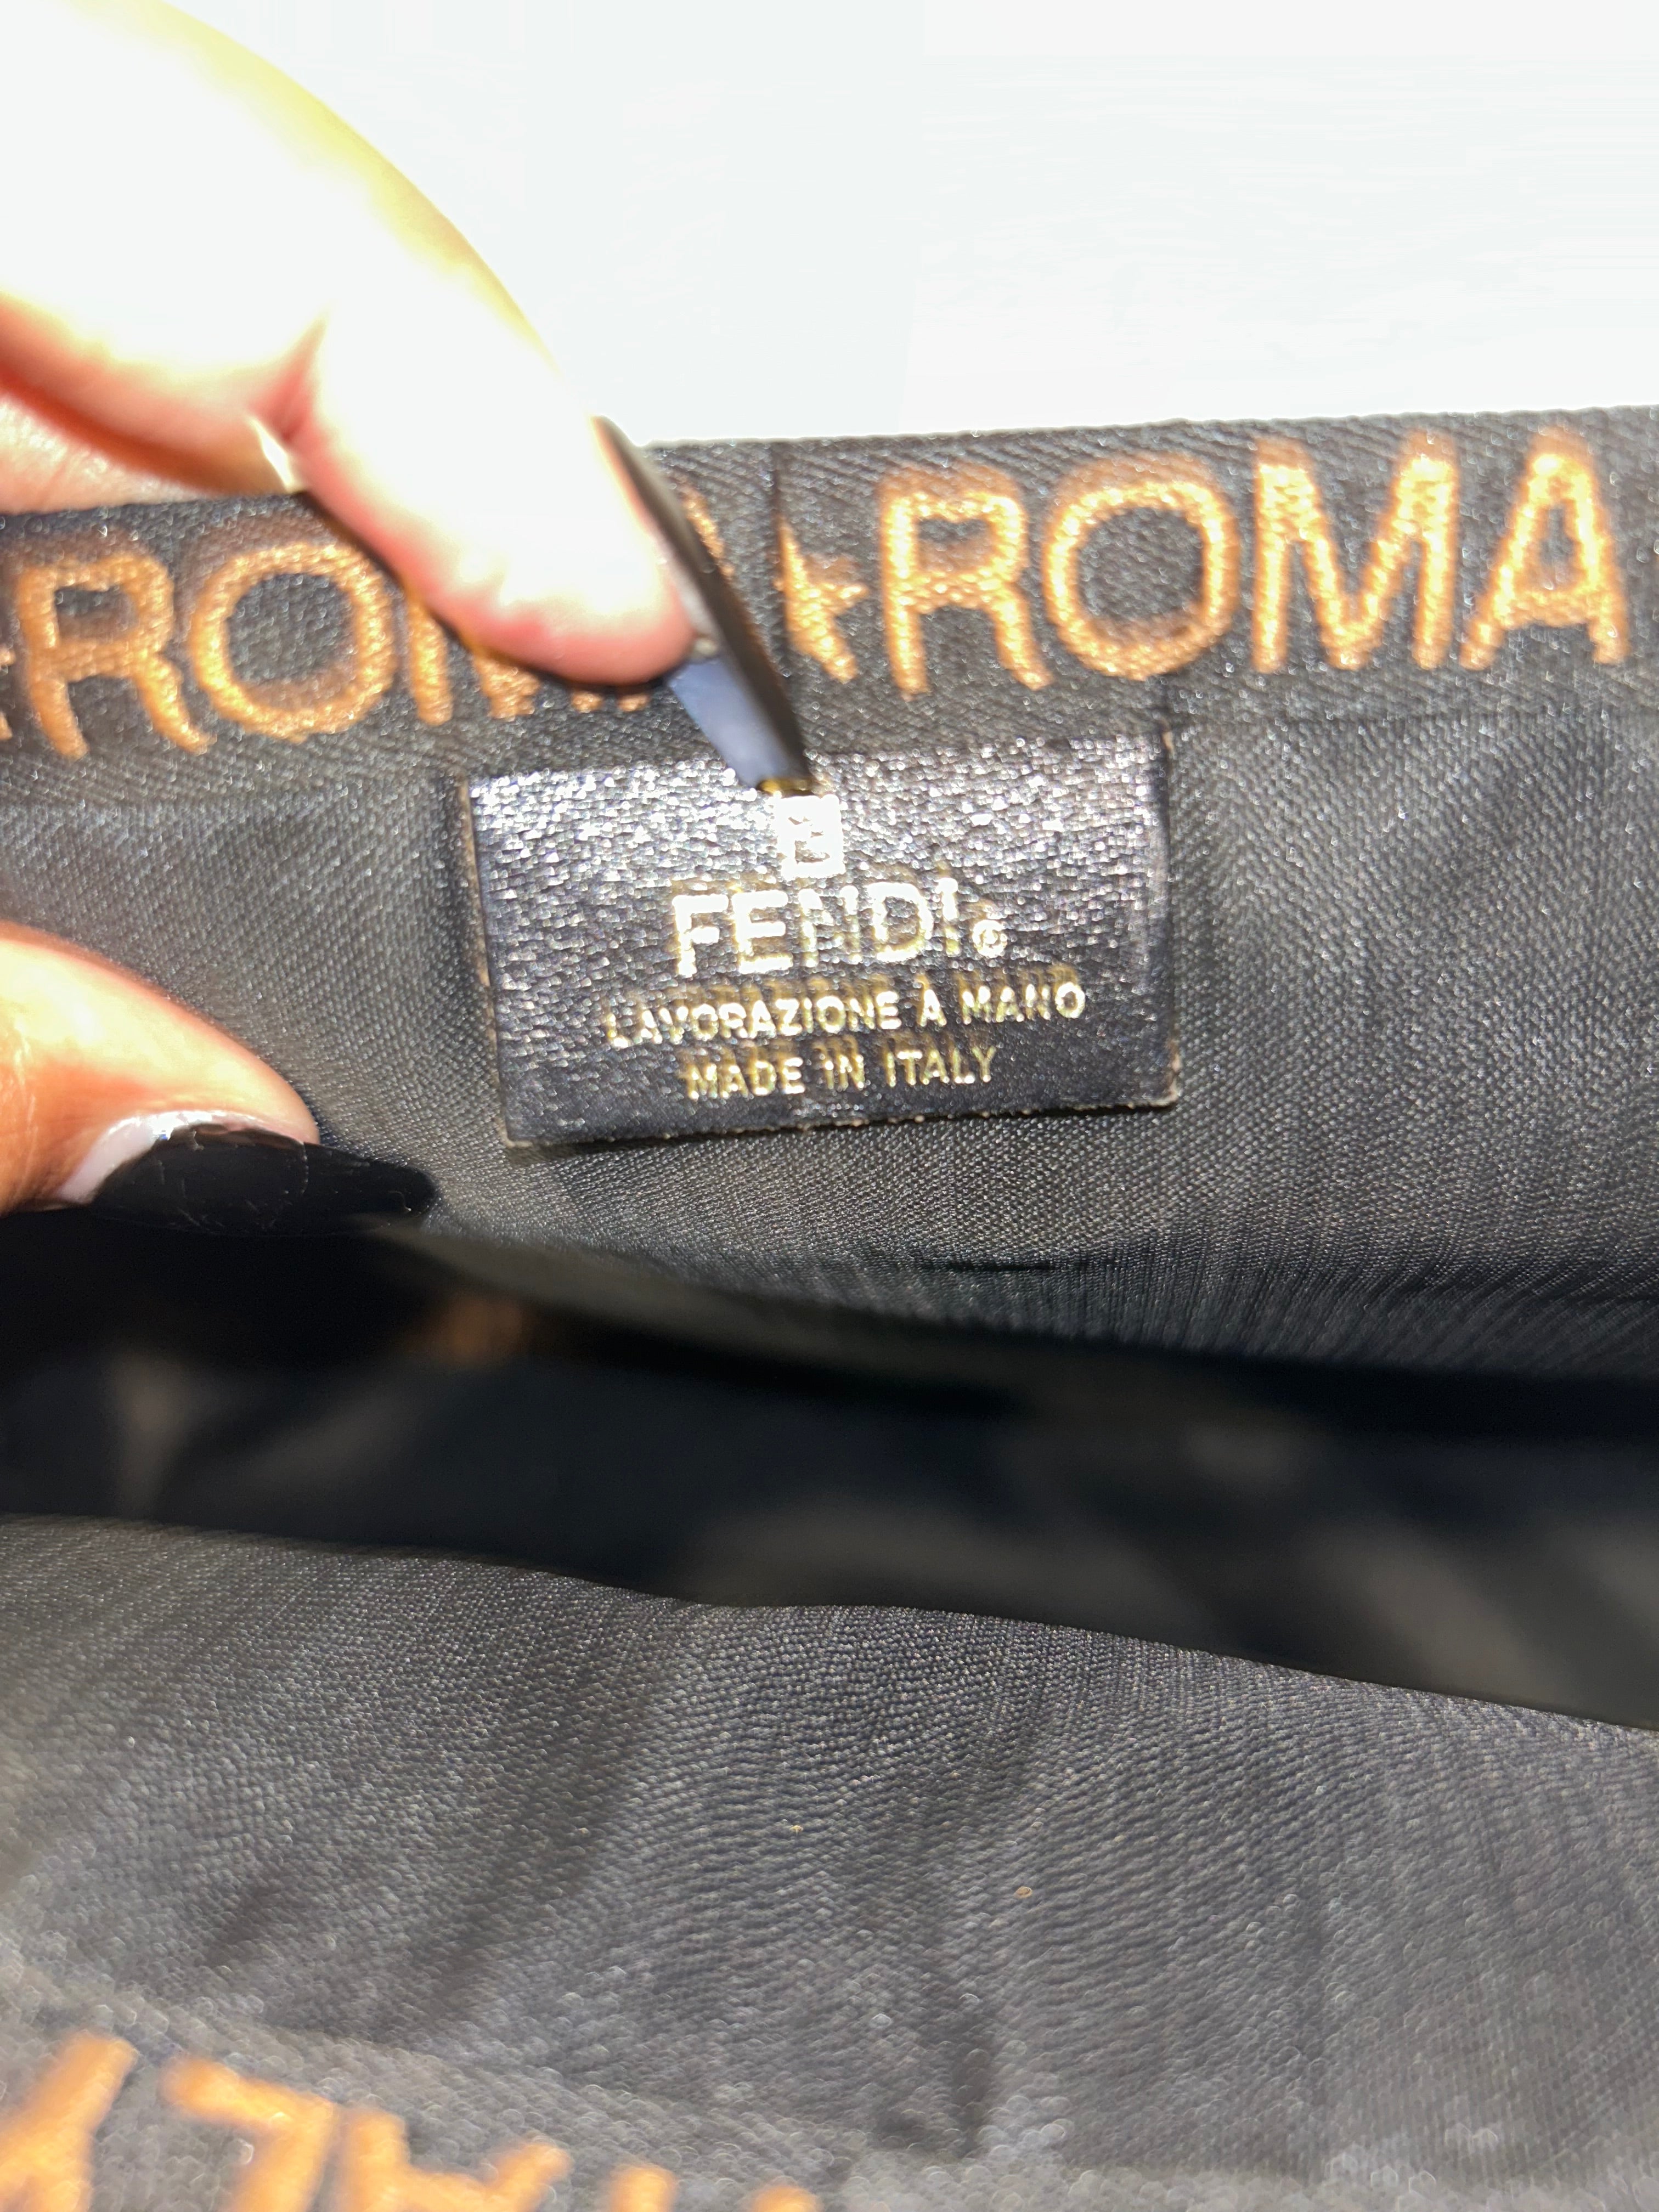 ROMA ROMA
FENDI®
LAVORAZIONE A MANO
MADE IN ITALY